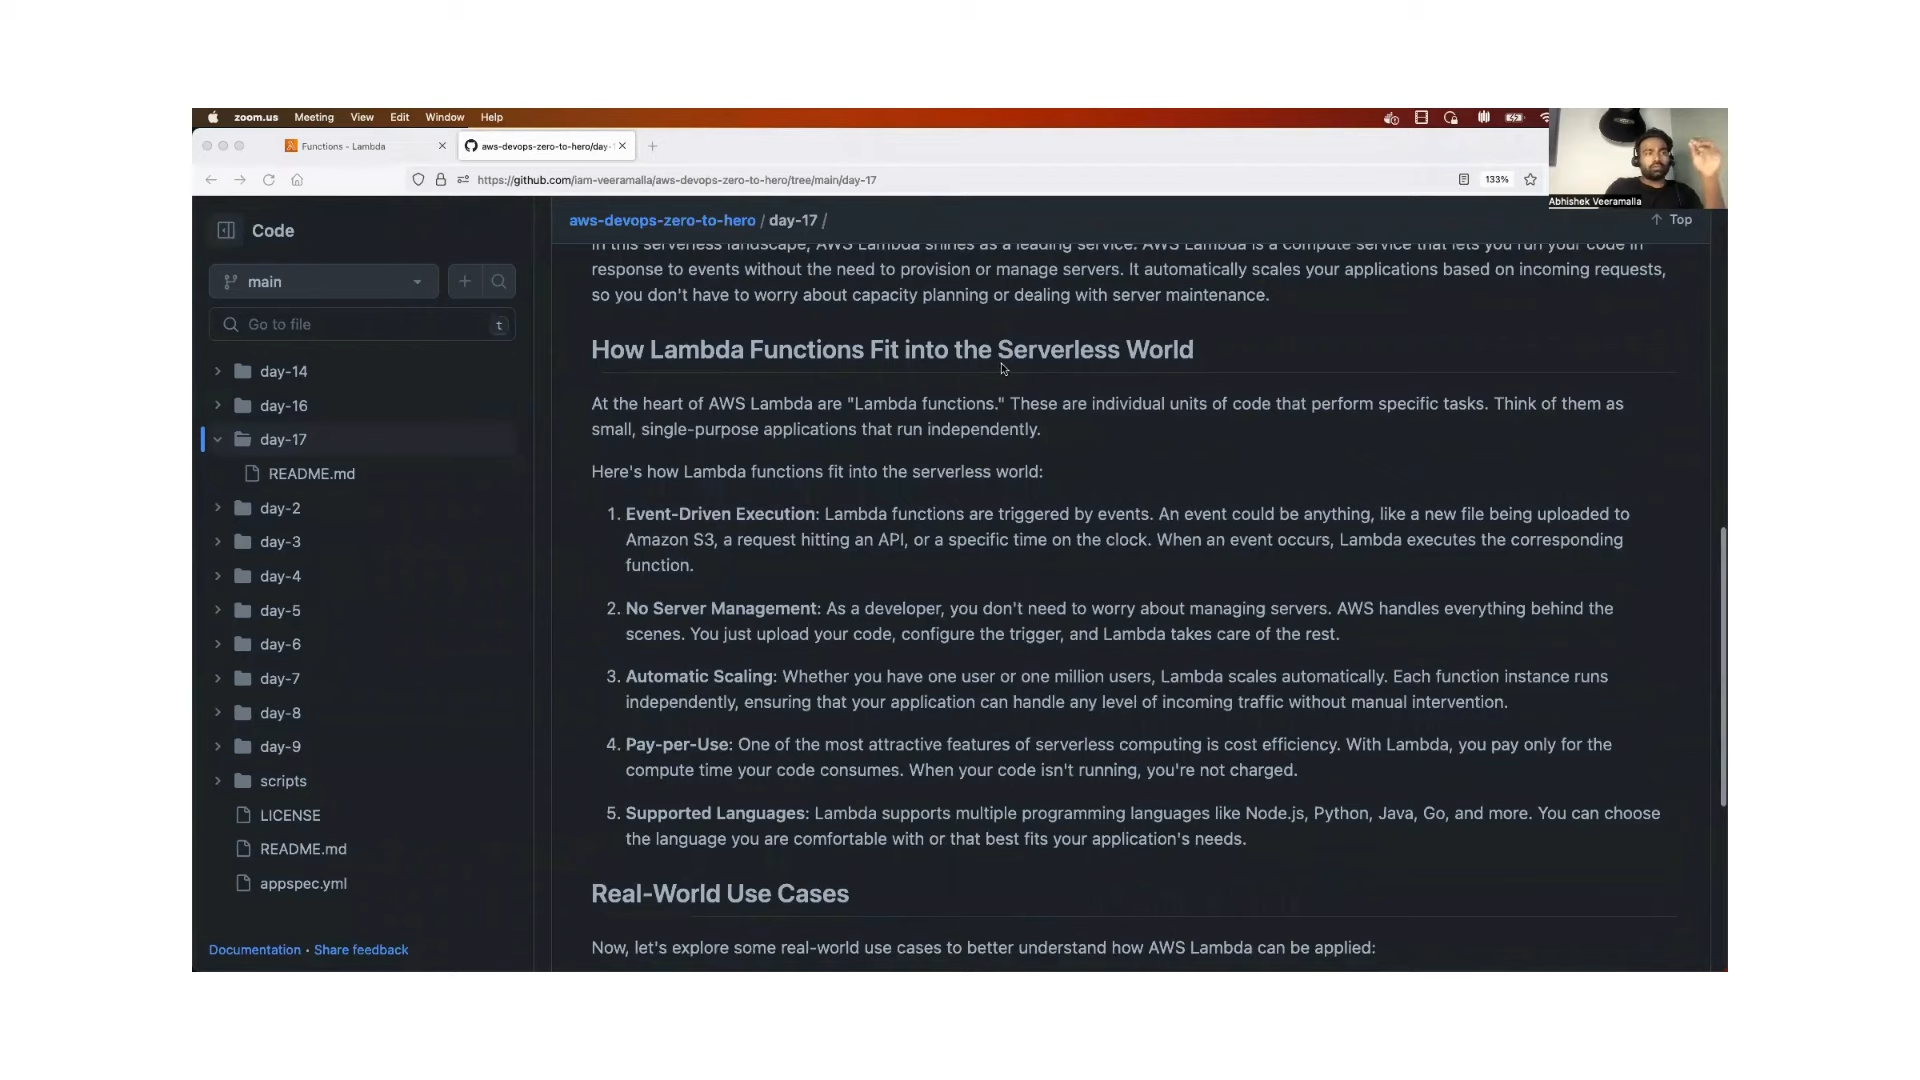 zoom.us Meeting View Edit Window Help
Functions - Lambda
aws-devops-zero-to-hero/day-1
https://github.com/iam-veeramalla/aws-devops-zero-to-hero/tree/main/day-17
133%
Abhishek Veeramalla
Code
main
Go to file
t
day-14
day-16
day-17
README.md
day-2
day-3
day-4
day-5
day-6
day-7
day-8
day-9
scripts
LICENSE
README.md
appspec.yml
Documentation • Share feedback
aws-devops-zero-to-hero / day-17 /
Top
In this serverless landscape, AWS Lambda shines as a leading service. AWS Lambda is a compute service that lets you run your code in
response to events without the need to provision or manage servers. It automatically scales your applications based on incoming requests,
so you don't have to worry about capacity planning or dealing with server maintenance.
How Lambda Functions Fit into the Serverless World
At the heart of AWS Lambda are "Lambda functions." These are individual units of code that perform specific tasks. Think of them as
small, single-purpose applications that run independently.
Here's how Lambda functions fit into the serverless world:
1. Event-Driven Execution: Lambda functions are triggered by events. An event could be anything, like a new file being uploaded to
Amazon S3, a request hitting an API, or a specific time on the clock. When an event occurs, Lambda executes the corresponding
function.
2. No Server Management: As a developer, you don't need to worry about managing servers. AWS handles everything behind the
scenes. You just upload your code, configure the trigger, and Lambda takes care of the rest.
3. Automatic Scaling: Whether you have one user or one million users, Lambda scales automatically. Each function instance runs
independently, ensuring that your application can handle any level of incoming traffic without manual intervention.
4. Pay-per-Use: One of the most attractive features of serverless computing is cost efficiency. With Lambda, you pay only for the
compute time your code consumes. When your code isn't running, you're not charged.
5. Supported Languages: Lambda supports multiple programming languages like Node.js, Python, Java, Go, and more. You can choose
the language you are comfortable with or that best fits your application's needs.
Real-World Use Cases
Now, let's explore some real-world use cases to better understand how AWS Lambda can be applied: